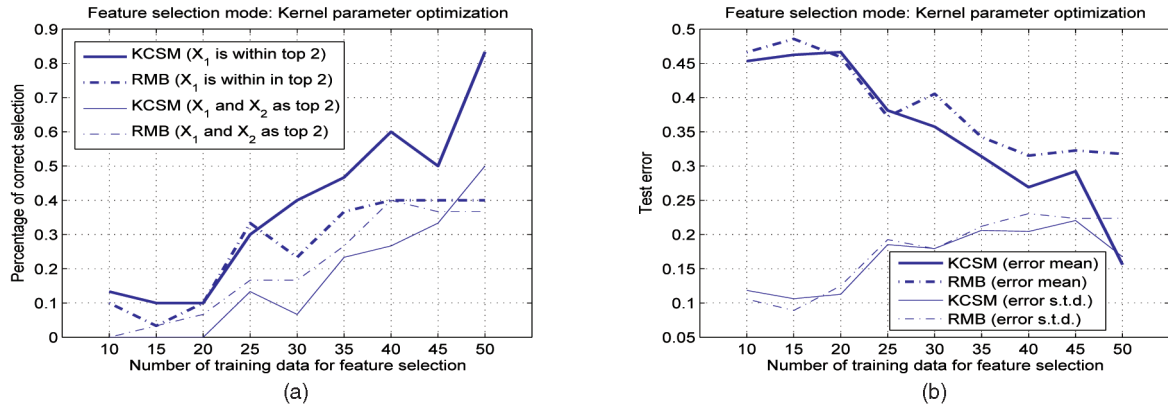 Feature selection mode: Kernel parameter optimization
Percentage of correct selection
0.9
0.8
0.7
0.6
0.5
0.4
0.3
0.2
0.1
0
KCSM (X_1 is within top 2)
RMB (X_1 is within in top 2)
KCSM (X_1 and X_2 as top 2)
RMB (X_1 and X_2 as top 2)
10 15 20 25 30 35 40 45 50
Number of training data for feature selection
(a)
Feature selection mode: Kernel parameter optimization
Test error
0.5
0.45
0.4
0.35
0.3
0.25
0.2
0.15
0.1
0.05
KCSM (error mean)
RMB (error mean)
KCSM (error s.t.d.)
RMB (error s.t.d.)
10 15 20 25 30 35 40 45 50
Number of training data for feature selection
(b)